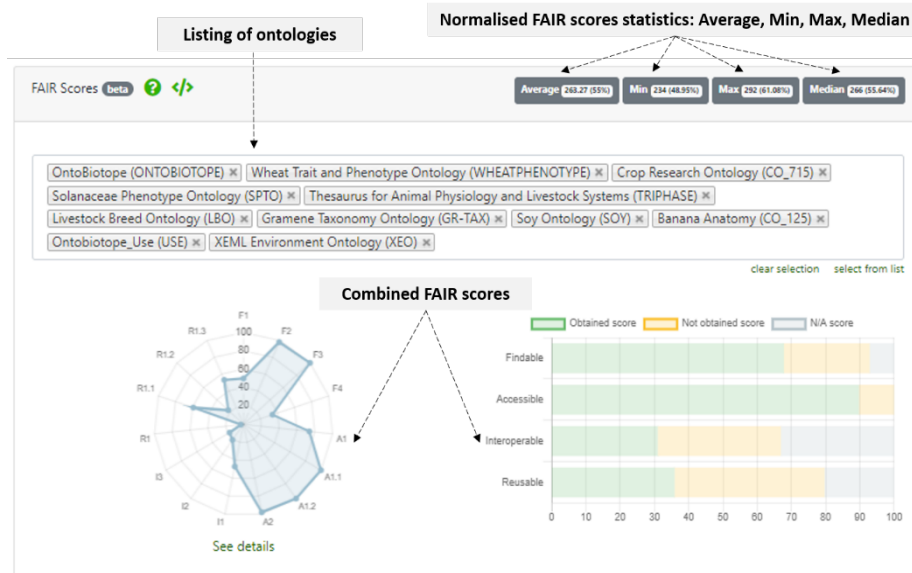 Normalised FAIR scores statistics: Average, Min, Max, Median
Listing of ontologies
FAIR Scores beta ? </>
Average 263.27 (55%) Min 234 (48.95%) Max 292 (61.08%) Median 266 (55.64%)
OntoBiotope (ONTOBIOTOPE) × Wheat Trait and Phenotype Ontology (WHEATPHENOTYPE) × Crop Research Ontology (CO_715) ×
Solanaceae Phenotype Ontology (SPTO) × Thesaurus for Animal Physiology and Livestock Systems (TRIPHASE) ×
Livestock Breed Ontology (LBO) × Gramene Taxonomy Ontology (GR-TAX) × Soy Ontology (SOY) × Banana Anatomy (CO_125) ×
Ontobiotope_Use (USE) × XEML Environment Ontology (XEO) ×
clear selection select from list
Combined FAIR scores
F1
F2
F3
F4
A1
A1.1
A1.2
A2
I1
I2
I3
R1
R1.1
R1.2
R1.3
100
80
60
40
20
See details
Obtained score Not obtained score N/A score
Findable
Accessible
Interoperable
Reusable
0 10 20 30 40 50 60 70 80 90 100